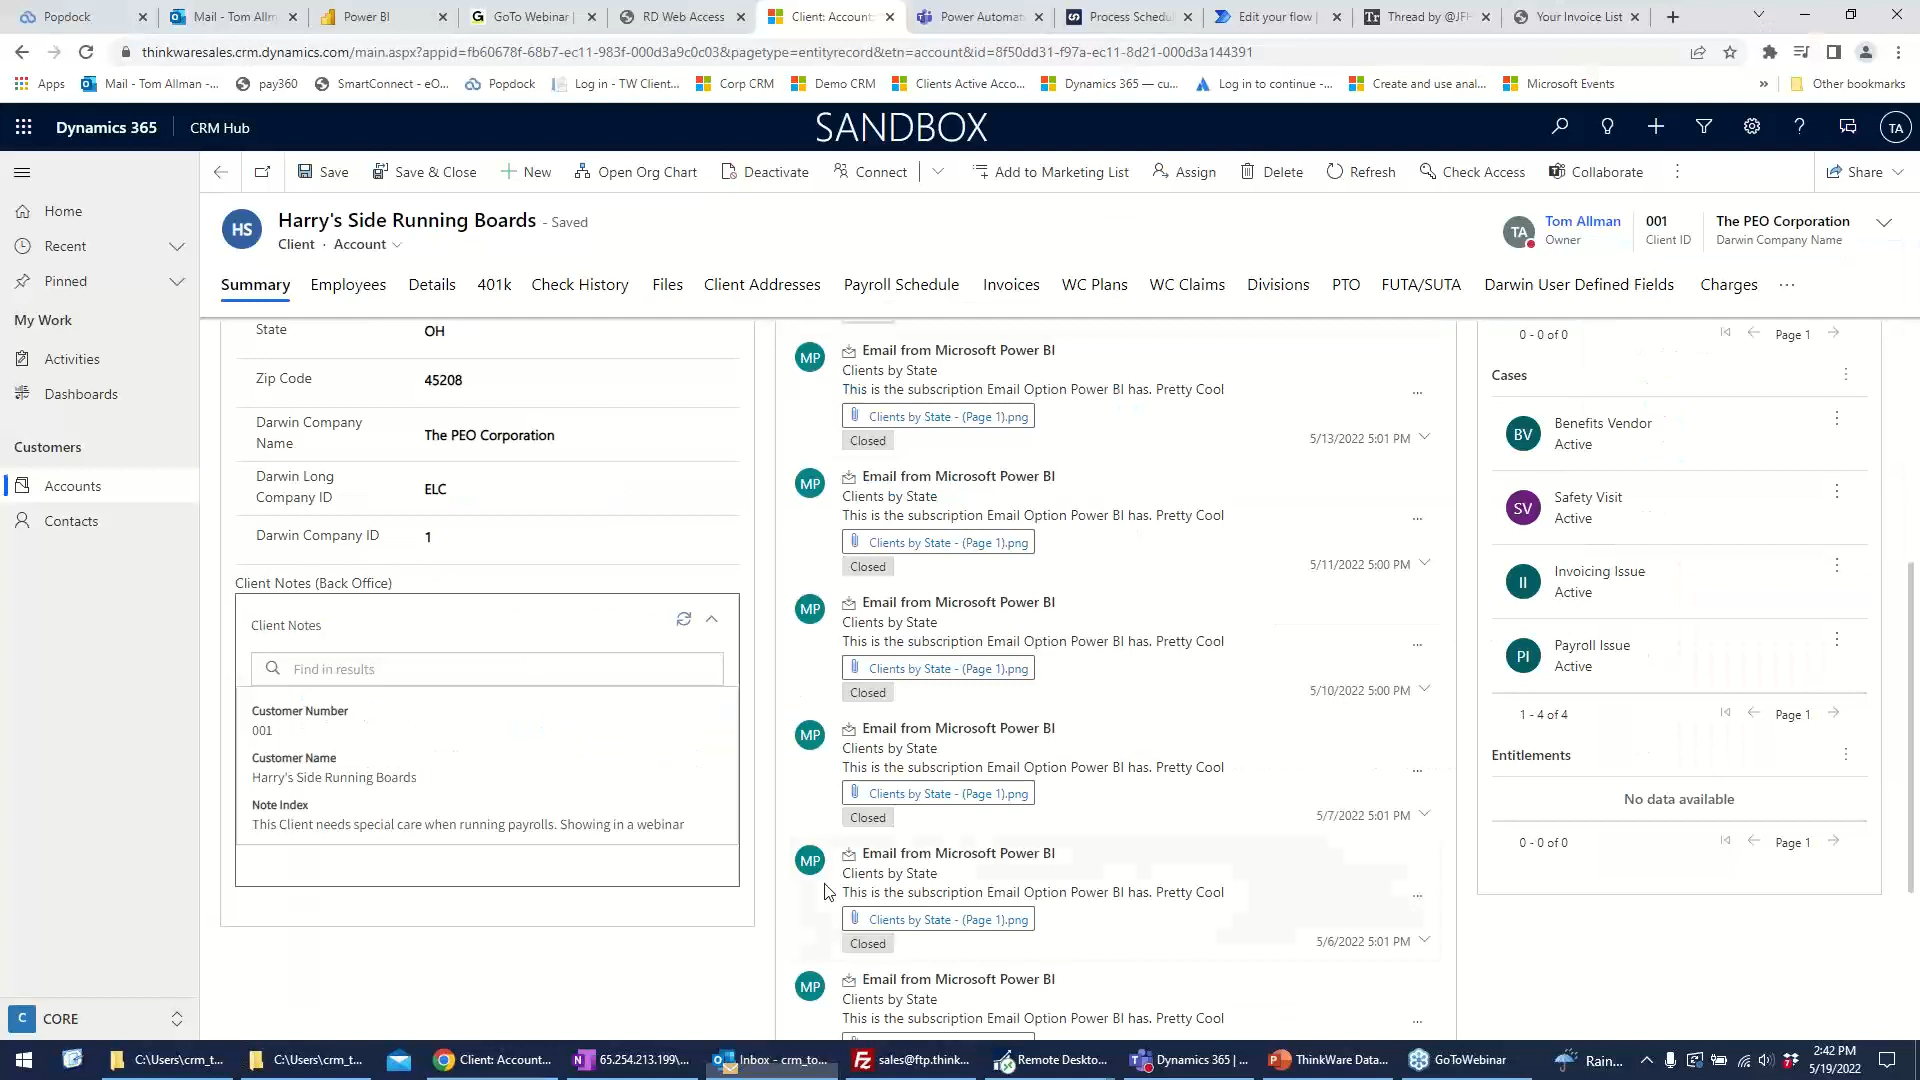 Popdock
Mail - Tom Allm
Power BI
GoTo Webinar
RD Web Access
Client: Account:
Power Automat
Process Schedu
Edit your flow
Thread by @JFH
Your Invoice List
thinkwaresales.crm.dynamics.com/main.aspx?appid=fb60678f-68b7-ec11-983f-000d3a9c0c03&pagetype=entityrecord&etn=account&id=8f50dd31-f97a-ec11-8d21-000d3a144391
Apps
Mail - Tom Allman -...
pay360
SmartConnect - eO...
Popdock
Log in - TW Client...
Corp CRM
Demo CRM
Clients Active Acco...
Dynamics 365 — cu...
Log in to continue -...
Create and use anal...
Microsoft Events
Other bookmarks
Dynamics 365
CRM Hub
SANDBOX
TA
Save
Save & Close
New
Open Org Chart
Deactivate
Connect
Add to Marketing List
Assign
Delete
Refresh
Check Access
Collaborate
Share
Home
Recent
Pinned
My Work
Activities
Dashboards
Customers
Accounts
Contacts
C CORE
HS
Harry's Side Running Boards - Saved
Client · Account
TA
Tom Allman
Owner
001
Client ID
The PEO Corporation
Darwin Company Name
Summary
Employees
Details
401k
Check History
Files
Client Addresses
Payroll Schedule
Invoices
WC Plans
WC Claims
Divisions
PTO
FUTA/SUTA
Darwin User Defined Fields
Charges
State
OH
Zip Code
45208
Darwin Company
Name
The PEO Corporation
Darwin Long
Company ID
ELC
Darwin Company ID
1
Client Notes (Back Office)
Client Notes
Find in results
Customer Number
001
Customer Name
Harry's Side Running Boards
Note Index
This Client needs special care when running payrolls. Showing in a webinar
MP
Email from Microsoft Power BI
Clients by State
This is the subscription Email Option Power BI has. Pretty Cool
...
Clients by State - (Page 1).png
Closed
5/13/2022 5:01 PM
MP
Email from Microsoft Power BI
Clients by State
This is the subscription Email Option Power BI has. Pretty Cool
...
Clients by State - (Page 1).png
Closed
5/11/2022 5:00 PM
MP
Email from Microsoft Power BI
Clients by State
This is the subscription Email Option Power BI has. Pretty Cool
...
Clients by State - (Page 1).png
Closed
5/10/2022 5:00 PM
MP
Email from Microsoft Power BI
Clients by State
This is the subscription Email Option Power BI has. Pretty Cool
...
Clients by State - (Page 1).png
Closed
5/7/2022 5:01 PM
MP
Email from Microsoft Power BI
Clients by State
This is the subscription Email Option Power BI has. Pretty Cool
...
Clients by State - (Page 1).png
Closed
5/6/2022 5:01 PM
MP
Email from Microsoft Power BI
Clients by State
This is the subscription Email Option Power BI has. Pretty Cool
...
0 - 0 of 0
Page 1
Cases
BV
Benefits Vendor
Active
SV
Safety Visit
Active
II
Invoicing Issue
Active
PI
Payroll Issue
Active
1 - 4 of 4
Page 1
Entitlements
No data available
0 - 0 of 0
Page 1
C:\Users\crm_t...
C:\Users\crm_t...
Client: Account...
65.254.213.199\...
Inbox - crm_to...
sales@ftp.think...
Remote Deskto...
Dynamics 365 | ...
ThinkWare Data...
GoToWebinar
Rain...
2:42 PM
5/19/2022